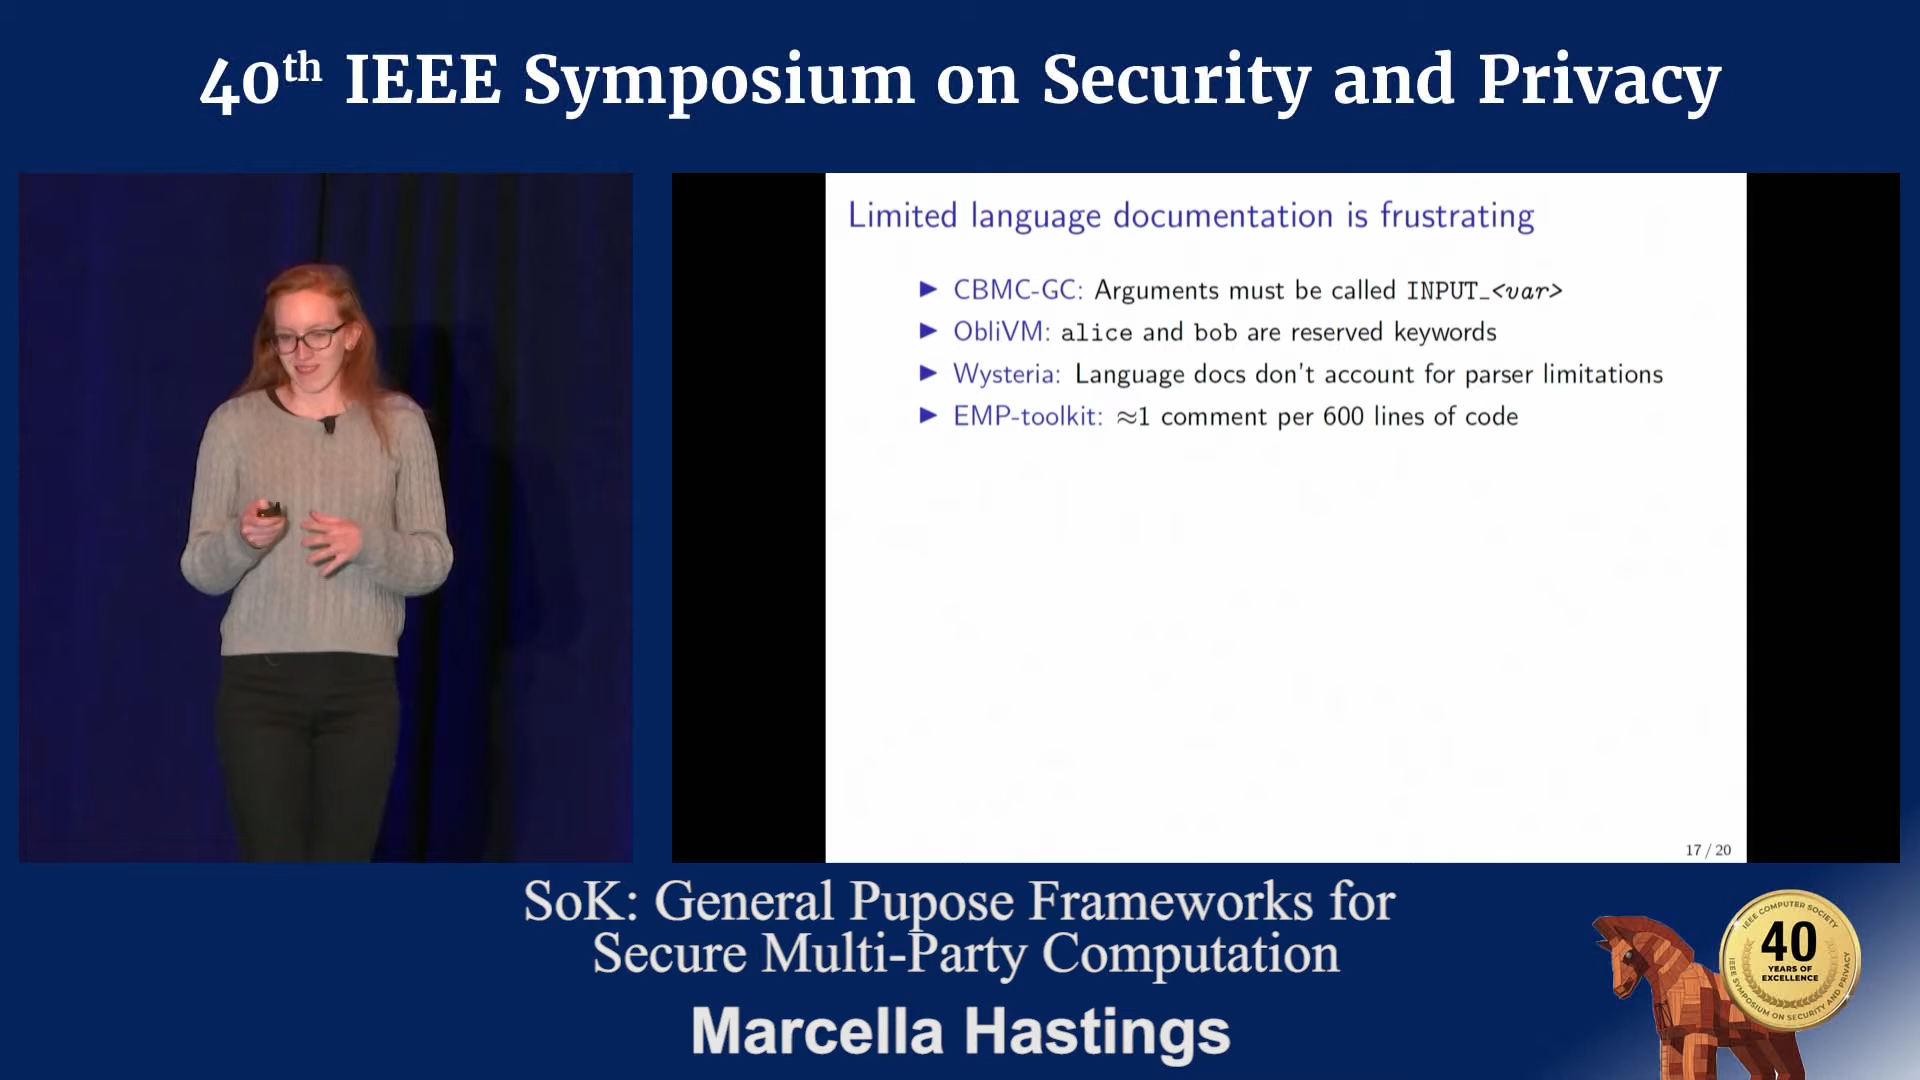 40th IEEE Symposium on Security and Privacy
Limited language documentation is frustrating
▶ CBMC-GC: Arguments must be called INPUT_<var>
▶ ObliVM: alice and bob are reserved keywords
▶ Wysteria: Language docs don't account for parser limitations
▶ EMP-toolkit: ≈1 comment per 600 lines of code
17 / 20
SoK: General Pupose Frameworks for
Secure Multi-Party Computation
Marcella Hastings
IEEE COMPUTER SOCIETY
40
YEARS OF
EXCELLENCE
IEEE SYMPOSIUM ON SECURITY AND PRIVACY